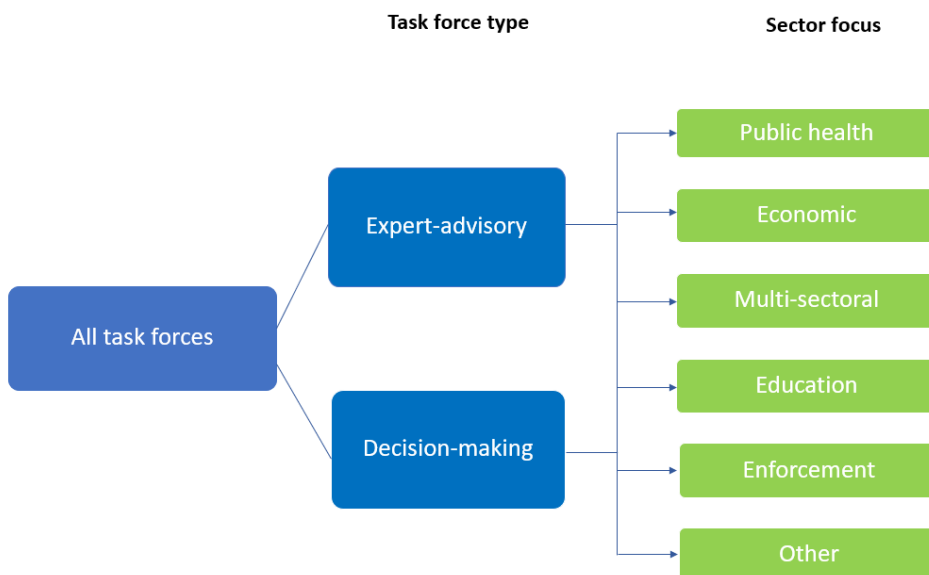 Task force type
Sector focus
All task forces
Expert-advisory
Decision-making
Public health
Economic
Multi-sectoral
Education
Enforcement
Other